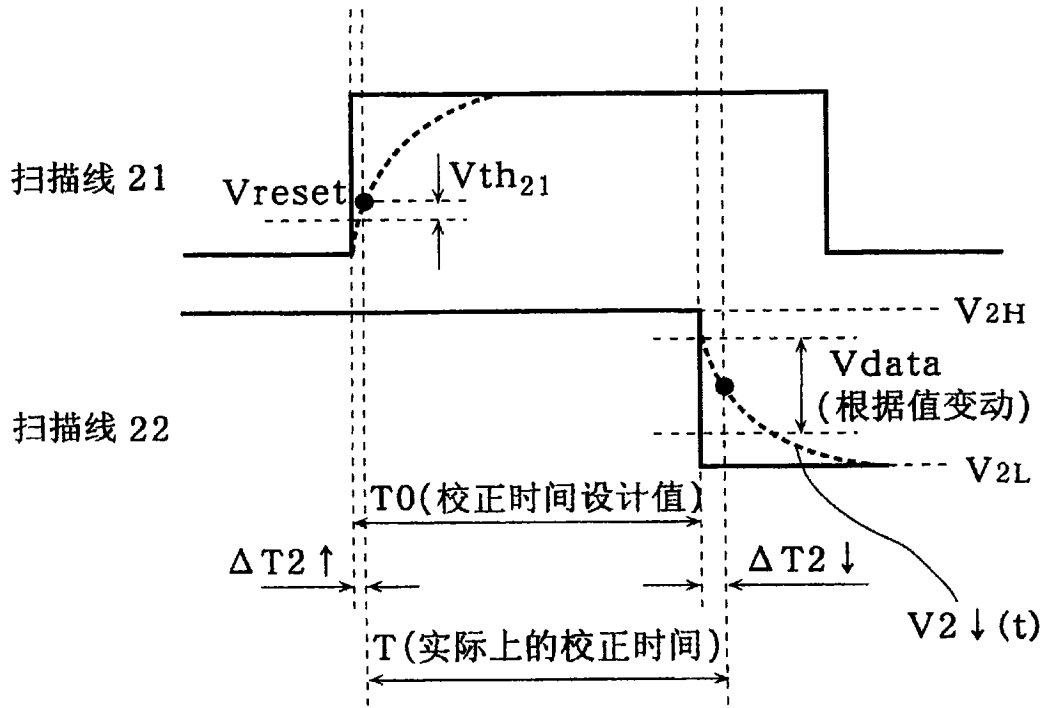 扫描线 21
Vreset
Vth21
V2H
Vdata
(根据值变动)
扫描线 22
V2L
T0(校正时间设计值)
ΔT2↑
ΔT2↓
V2↓(t)
T(实际上的校正时间)